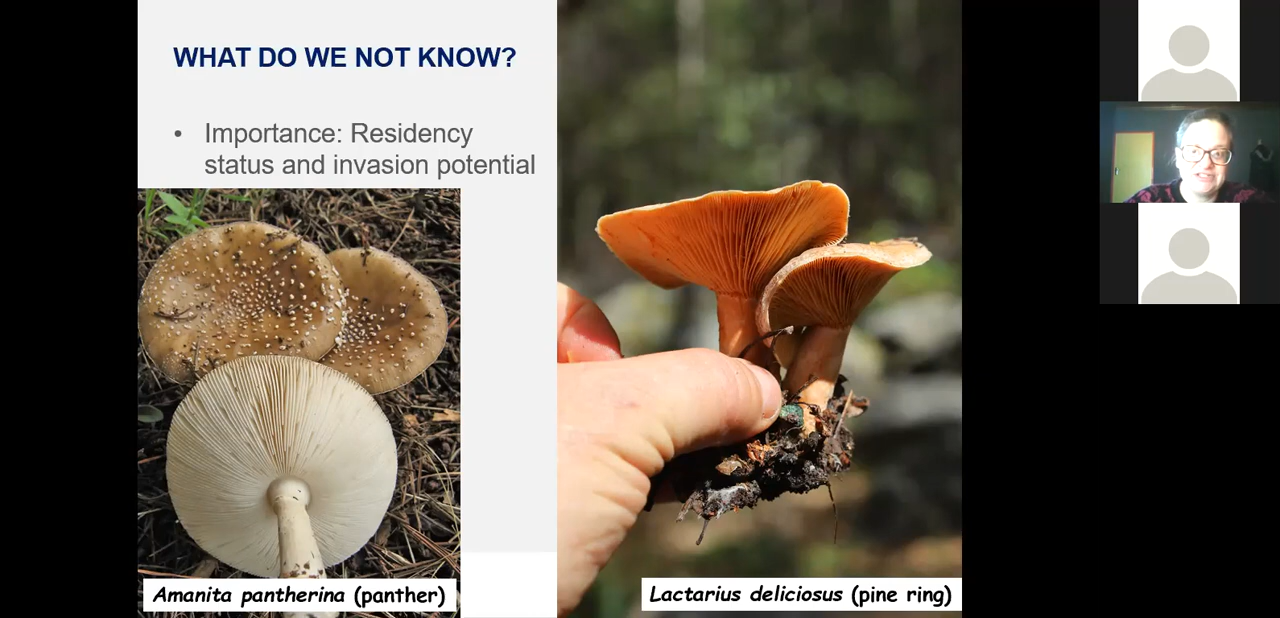 WHAT DO WE NOT KNOW?
• Importance: Residency
status and invasion potential
Amanita pantherina (panther)
Lactarius deliciosus (pine ring)